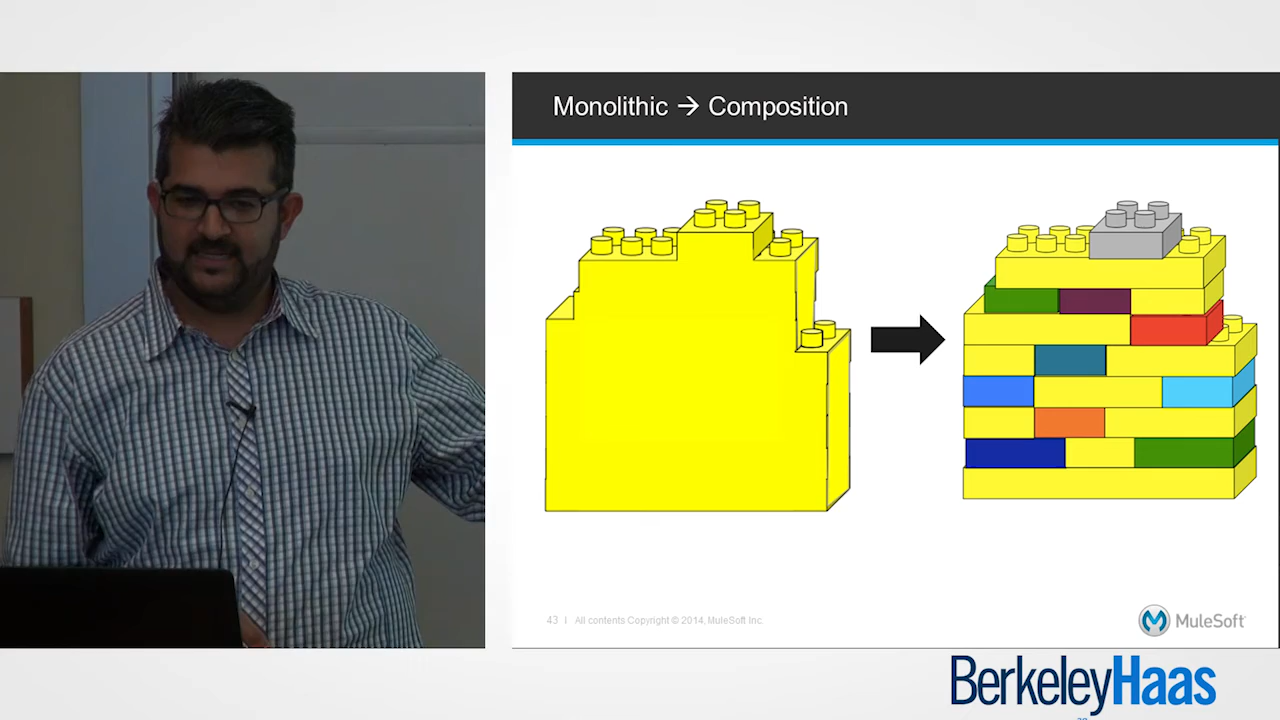 Monolithic → Composition
43 | All contents Copyright © 2014, MuleSoft Inc.
MuleSoft
BerkeleyHaas